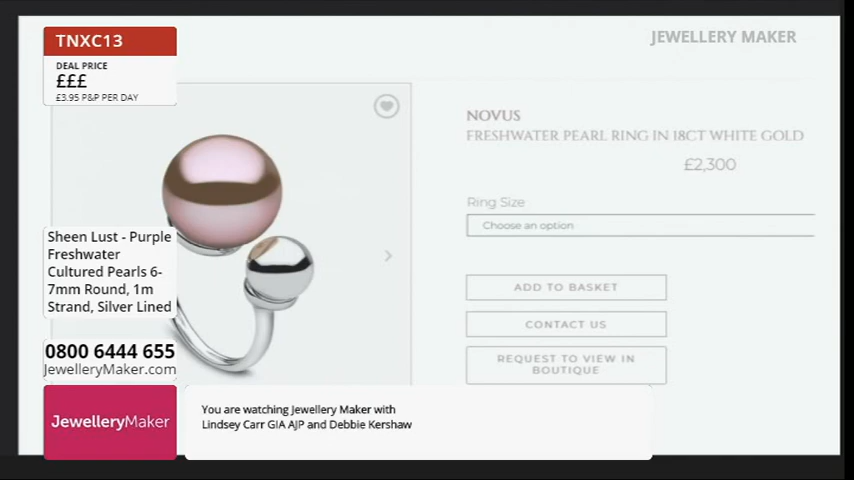 TNXC13
DEAL PRICE
£££
£3.95 P&P PER DAY
JEWELLERY MAKER
NOVUS
FRESHWATER PEARL RING IN 18CT WHITE GOLD
£2,300
Ring Size
Choose an option
ADD TO BASKET
CONTACT US
REQUEST TO VIEW IN
BOUTIQUE
Sheen Lust - Purple
Freshwater
Cultured Pearls 6-
7mm Round, 1m
Strand, Silver Lined
0800 6444 655
JewelleryMaker.com
JewelleryMaker
You are watching Jewellery Maker with
Lindsey Carr GIA AJP and Debbie Kershaw